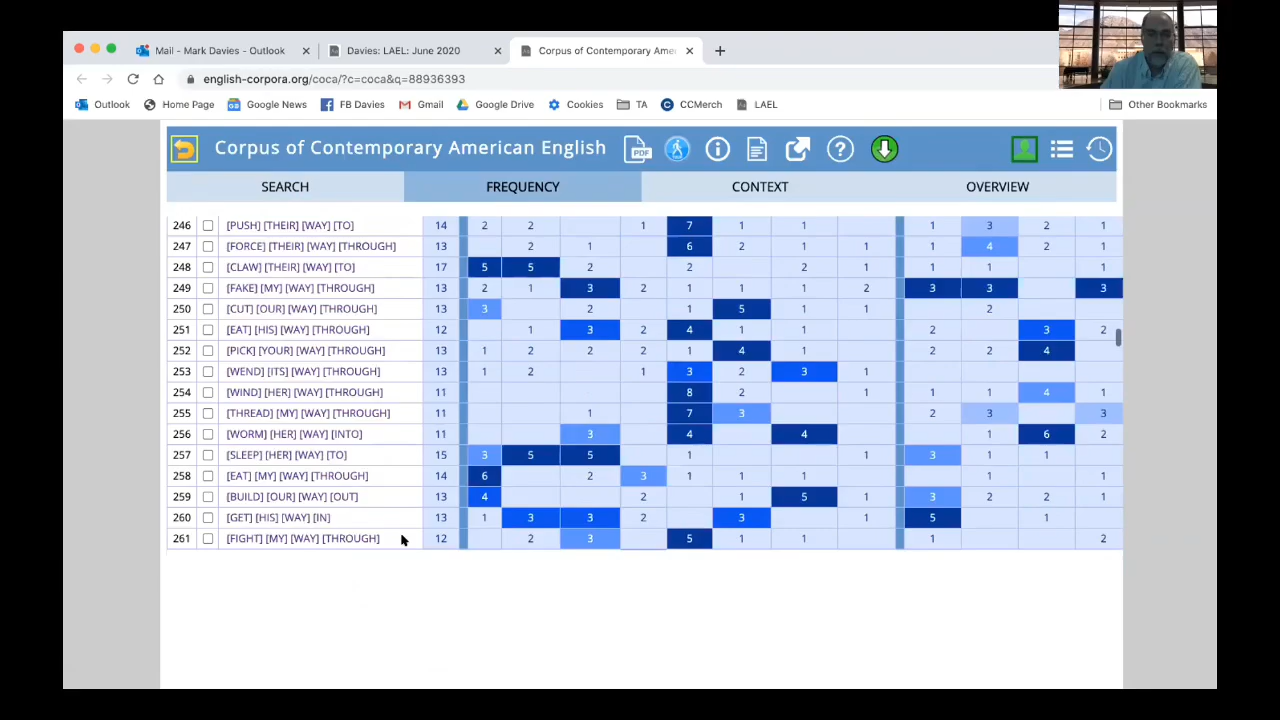 Mail - Mark Davies - Outlook × Davies: LAEL: June 2020 × Corpus of Contemporary Ame × +
english-corpora.org/coca/?c=coca&q=88936393
Outlook Home Page Google News FB Davies Gmail Google Drive Cookies TA CCMerch LAEL Other Bookmarks
Corpus of Contemporary American English PDF
SEARCH FREQUENCY CONTEXT OVERVIEW
246 [PUSH] [THEIR] [WAY] [TO] 14 2 2 1 7 1 1 1 3 2 1
247 [FORCE] [THEIR] [WAY] [THROUGH] 13 2 1 6 2 1 1 1 4 2 1
248 [CLAW] [THEIR] [WAY] [TO] 17 5 5 2 2 2 1 1 1 1
249 [FAKE] [MY] [WAY] [THROUGH] 13 2 1 3 2 1 1 1 2 3 3 3
250 [CUT] [OUR] [WAY] [THROUGH] 13 3 2 1 5 1 1 2
251 [EAT] [HIS] [WAY] [THROUGH] 12 1 3 2 4 1 1 2 3 2
252 [PICK] [YOUR] [WAY] [THROUGH] 13 1 2 2 2 1 4 1 2 2 4
253 [WEND] [ITS] [WAY] [THROUGH] 13 1 2 1 3 2 3 1
254 [WIND] [HER] [WAY] [THROUGH] 11 8 2 1 1 1 4 1
255 [THREAD] [MY] [WAY] [THROUGH] 11 1 7 3 2 3 3
256 [WORM] [HER] [WAY] [INTO] 11 3 4 4 1 6 2
257 [SLEEP] [HER] [WAY] [TO] 15 3 5 5 1 1 3 1 1
258 [EAT] [MY] [WAY] [THROUGH] 14 6 2 3 1 1 1 1 1
259 [BUILD] [OUR] [WAY] [OUT] 13 4 2 1 5 1 3 2 2 1
260 [GET] [HIS] [WAY] [IN] 13 1 3 3 2 3 1 5 1
261 [FIGHT] [MY] [WAY] [THROUGH] 12 2 3 5 1 1 1 2